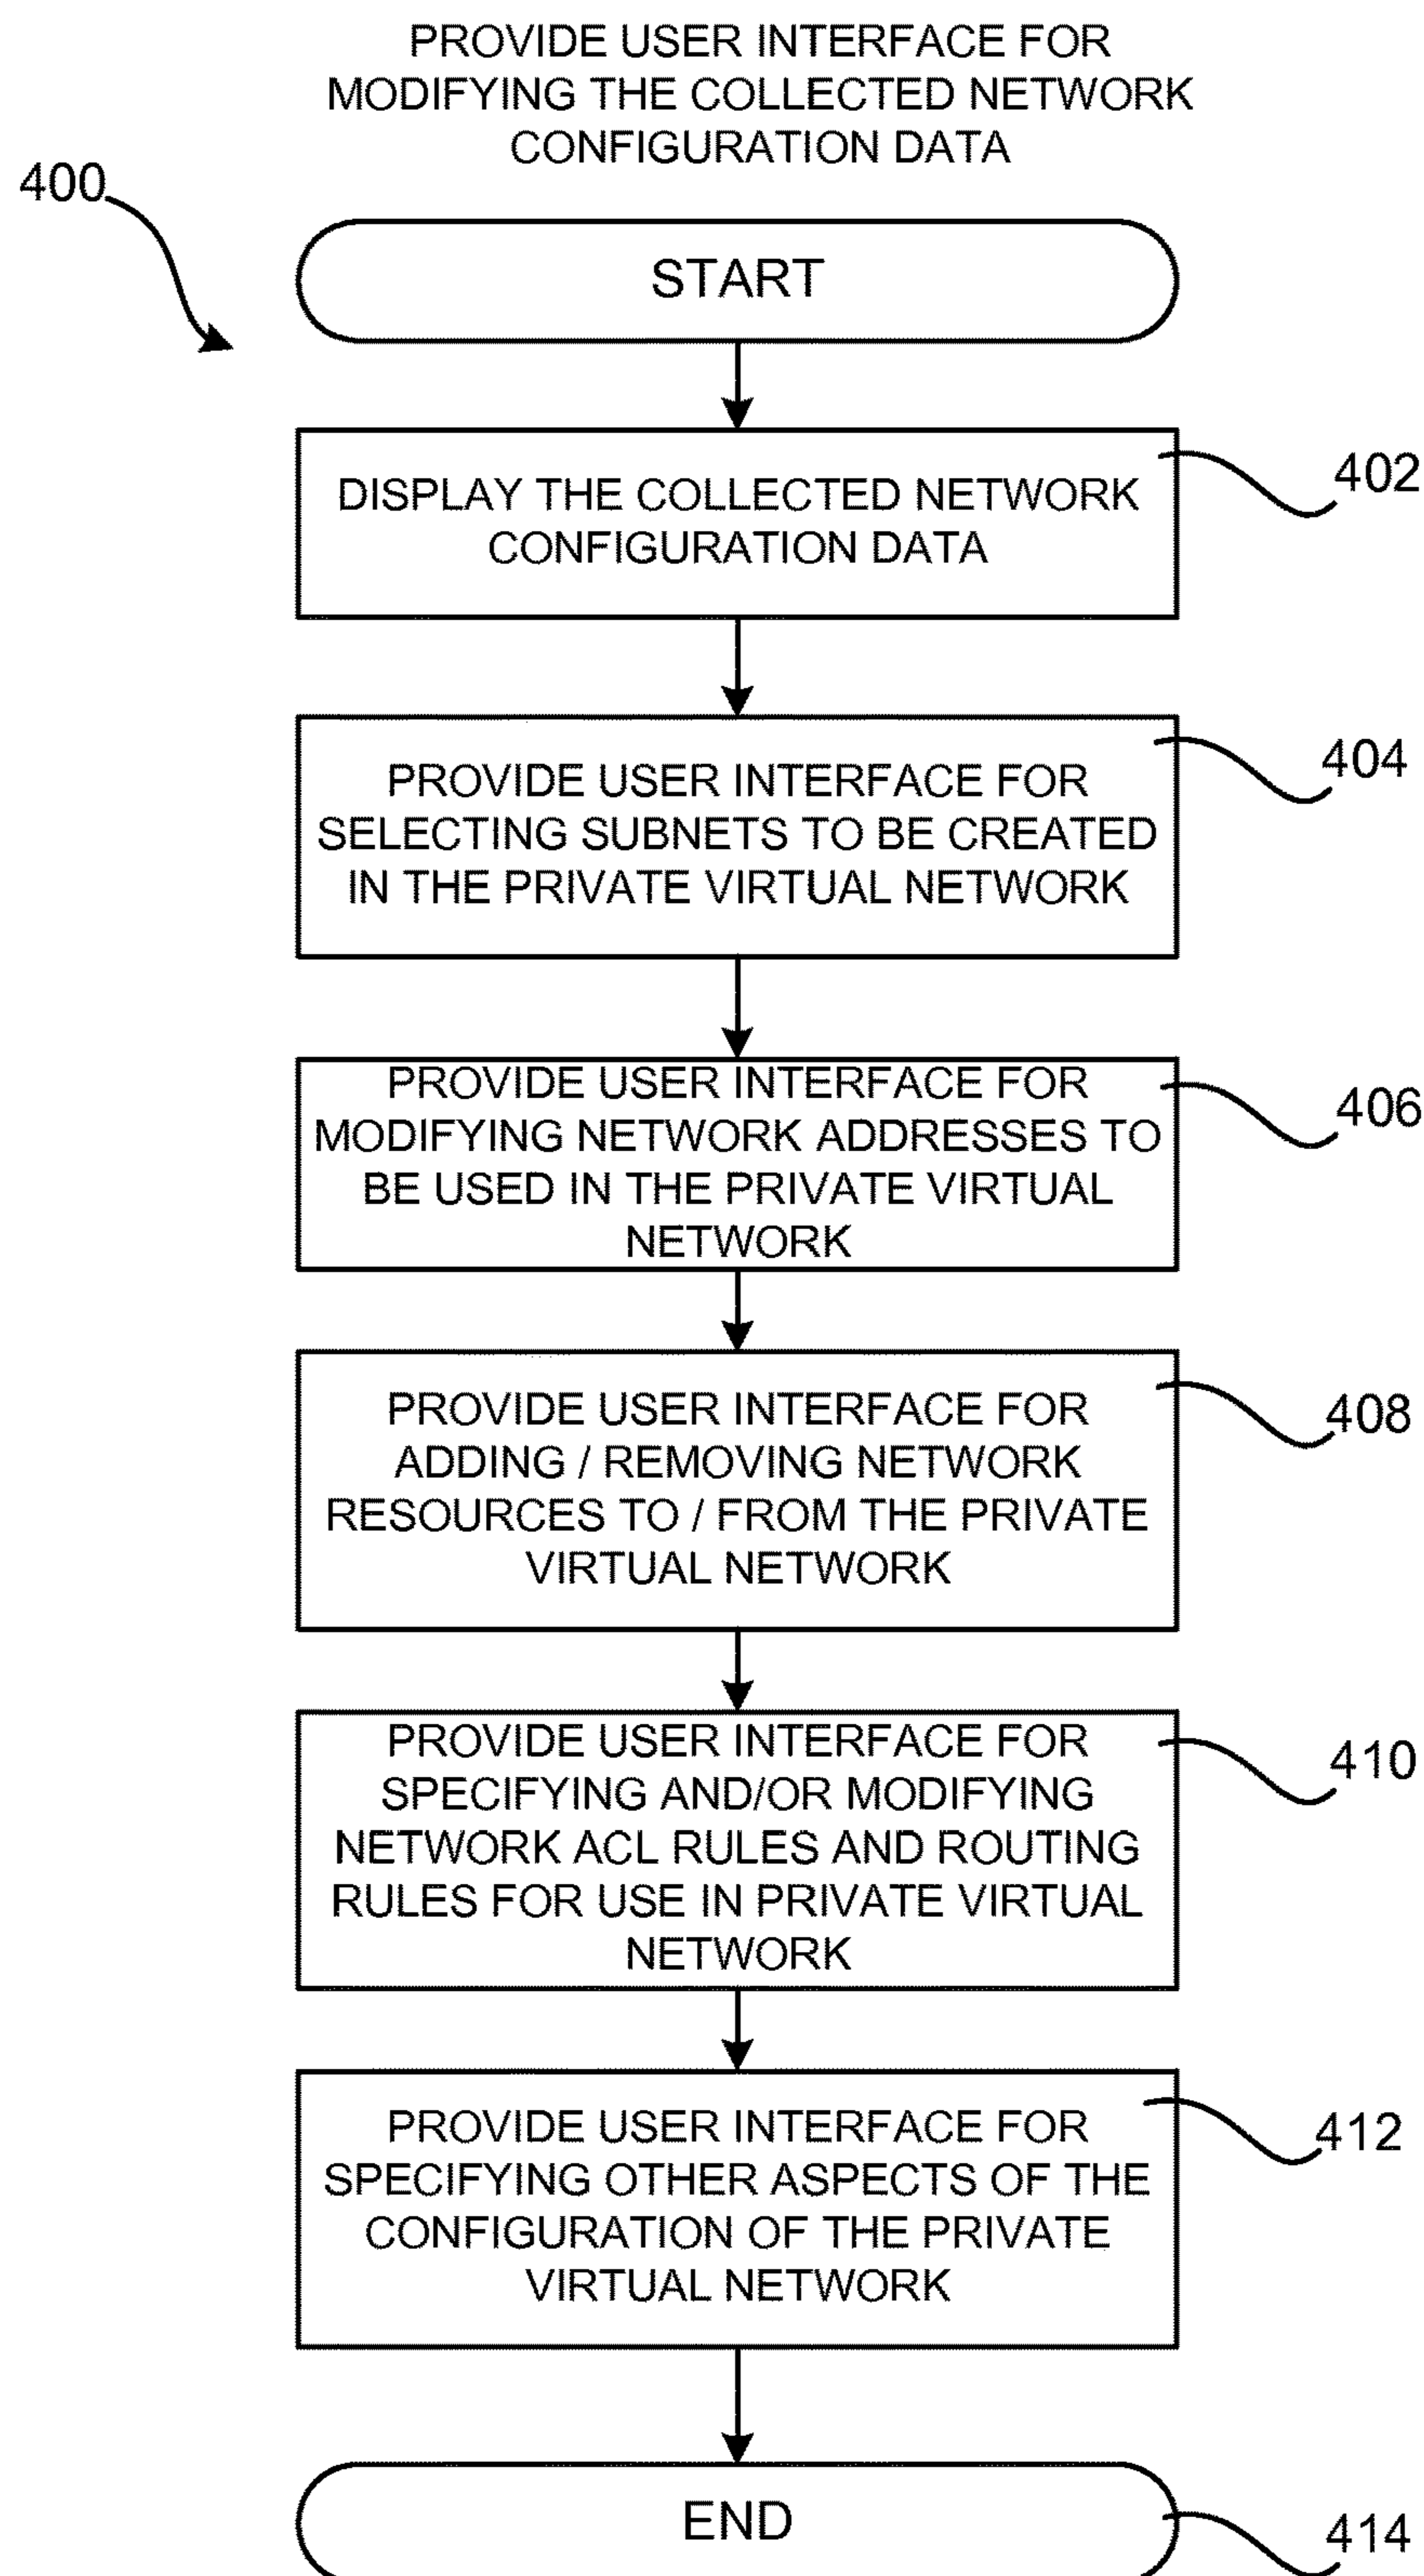 PROVIDE USER INTERFACE FOR
MODIFYING THE COLLECTED NETWORK
CONFIGURATION DATA
400
START
DISPLAY THE COLLECTED NETWORK
CONFIGURATION DATA
402
PROVIDE USER INTERFACE FOR
SELECTING SUBNETS TO BE CREATED
IN THE PRIVATE VIRTUAL NETWORK
404
PROVIDE USER INTERFACE FOR
MODIFYING NETWORK ADDRESSES TO
BE USED IN THE PRIVATE VIRTUAL
NETWORK
406
PROVIDE USER INTERFACE FOR
ADDING / REMOVING NETWORK
RESOURCES TO / FROM THE PRIVATE
VIRTUAL NETWORK
408
PROVIDE USER INTERFACE FOR
SPECIFYING AND/OR MODIFYING
NETWORK ACL RULES AND ROUTING
RULES FOR USE IN PRIVATE VIRTUAL
NETWORK
410
PROVIDE USER INTERFACE FOR
SPECIFYING OTHER ASPECTS OF THE
CONFIGURATION OF THE PRIVATE
VIRTUAL NETWORK
412
END
414